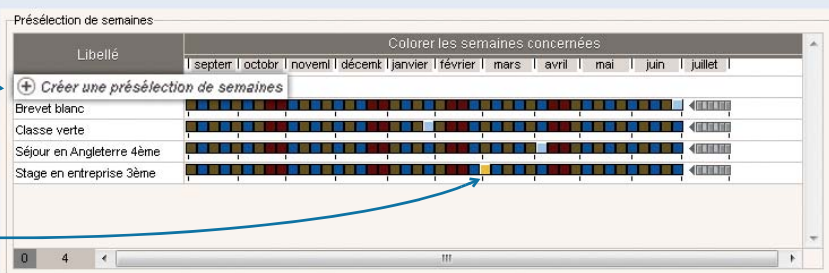 Présélection de semaines
Libellé
Colorer les semaines concernées
septem octobr noveml décemk janvier février mars avril mai juin juillet
Créer une présélection de semaines
Brevet blanc
Classe verte
Séjour en Angleterre 4ème
Stage en entreprise 3ème
0 4